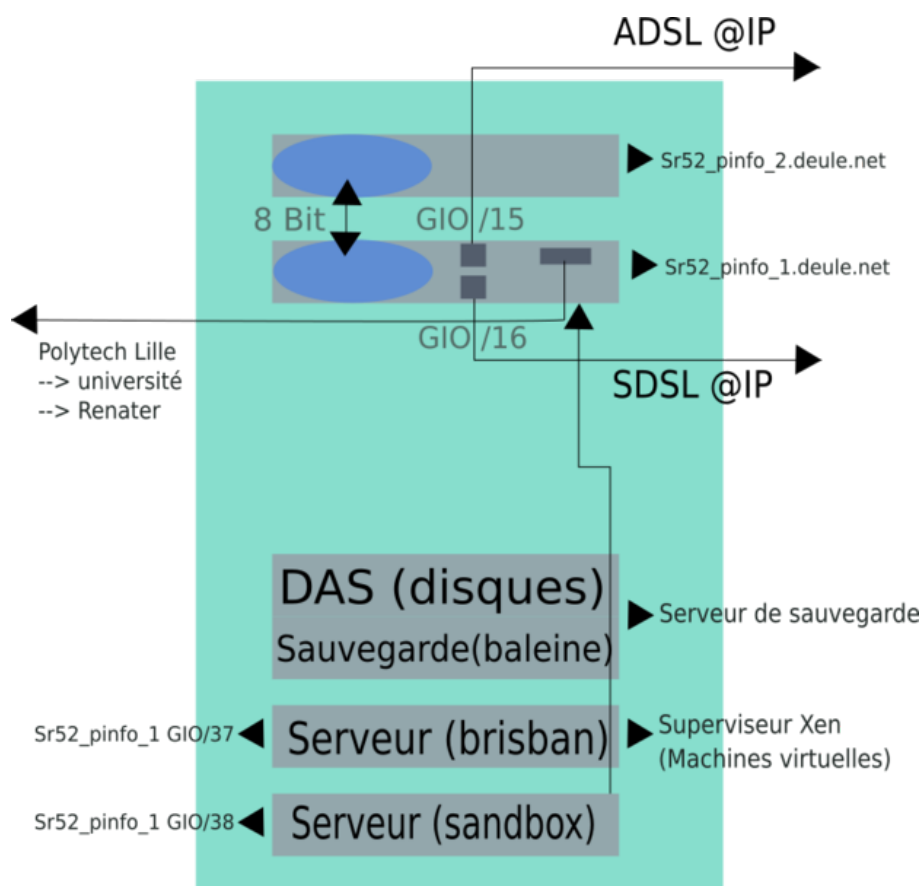 ADSL @IP
Sr52_pinfo_2.deule.net
8 Bit
GIO /15
Sr52_pinfo_1.deule.net
GIO /16
Polytech Lille
--> université
--> Renater
SDSL @IP
DAS (disques)
Sauvegarde(baleine)
Serveur de sauvegarde
Sr52_pinfo_1 GIO/37
Serveur (brisban)
Superviseur Xen
(Machines virtuelles)
Sr52_pinfo_1 GIO/38
Serveur (sandbox)